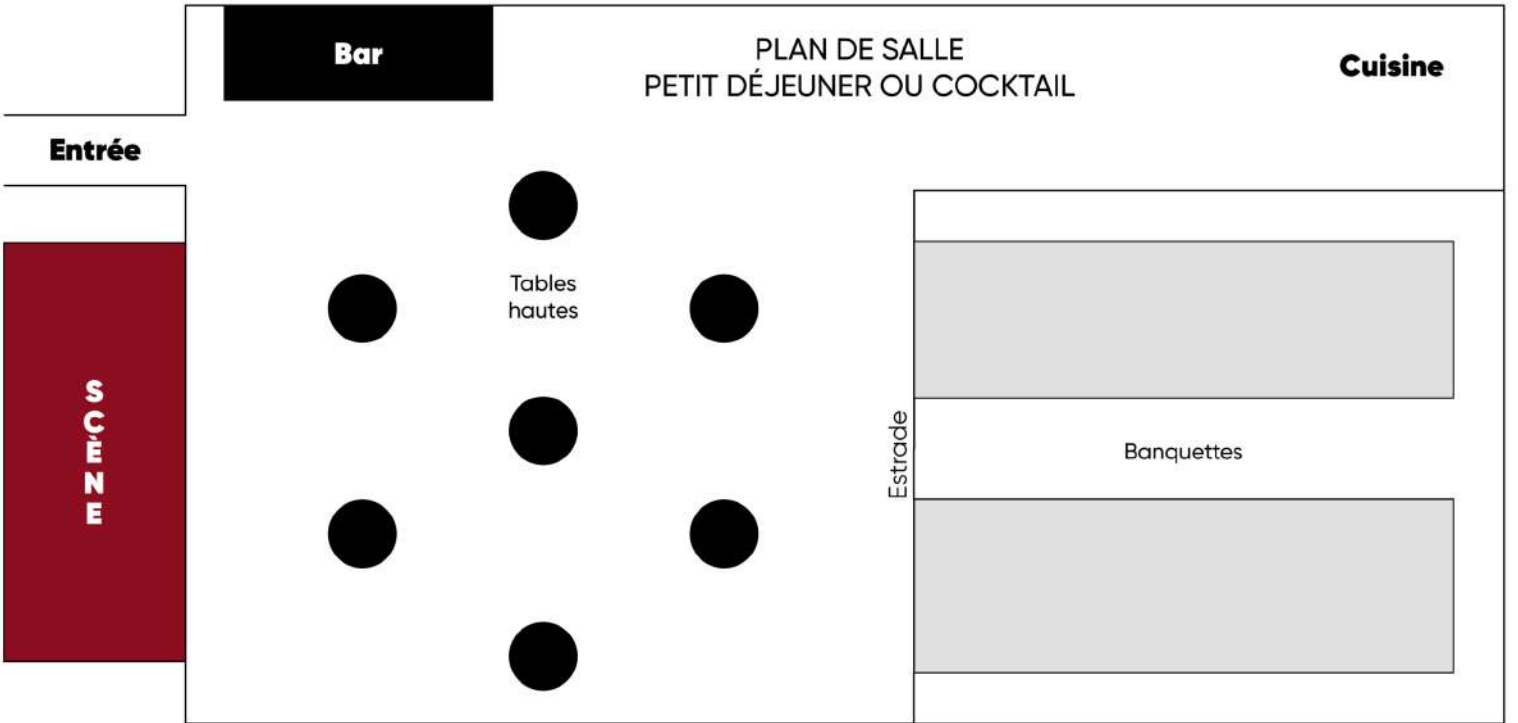 Bar
PLAN DE SALLE
PETIT DÉJEUNER OU COCKTAIL
Cuisine
Entrée
Tables
hautes
SCÈNE
Estrade
Banquettes